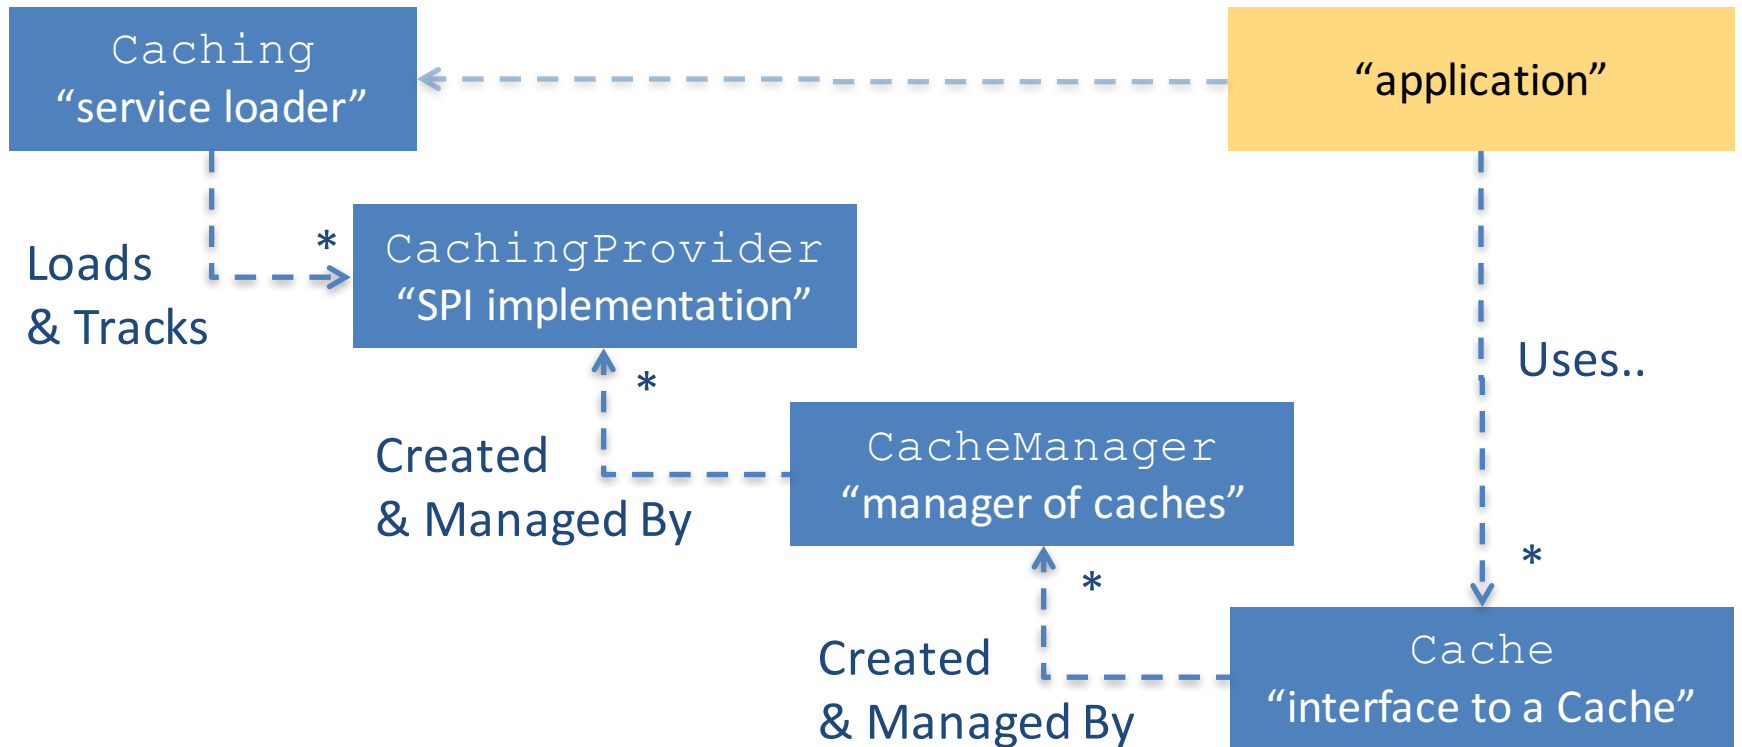 Caching
“service loader”
“application”
Loads
& Tracks
*
CachingProvider
“SPI implementation”
*
Created
& Managed By
CacheManager
“manager of caches”
Uses..
*
*
Created
& Managed By
Cache
“interface to a Cache”